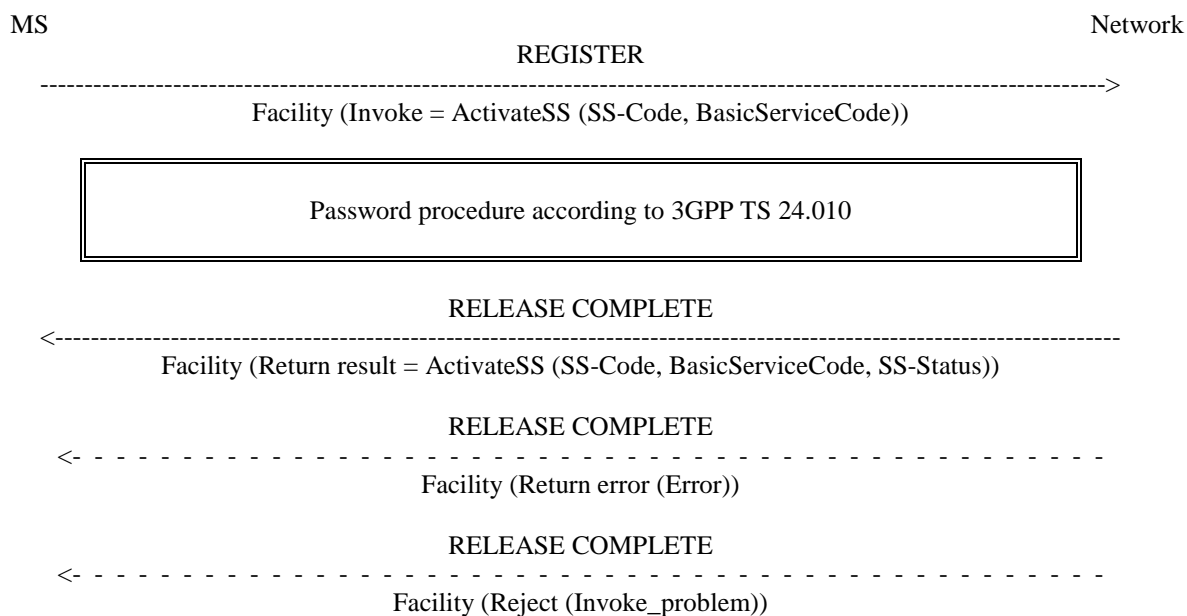 MS Network
REGISTER
Facility (Invoke = ActivateSS (SS-Code, BasicServiceCode))
Password procedure according to 3GPP TS 24.010
RELEASE COMPLETE
Facility (Return result = ActivateSS (SS-Code, BasicServiceCode, SS-Status))
RELEASE COMPLETE
Facility (Return error (Error))
RELEASE COMPLETE
Facility (Reject (Invoke_problem))